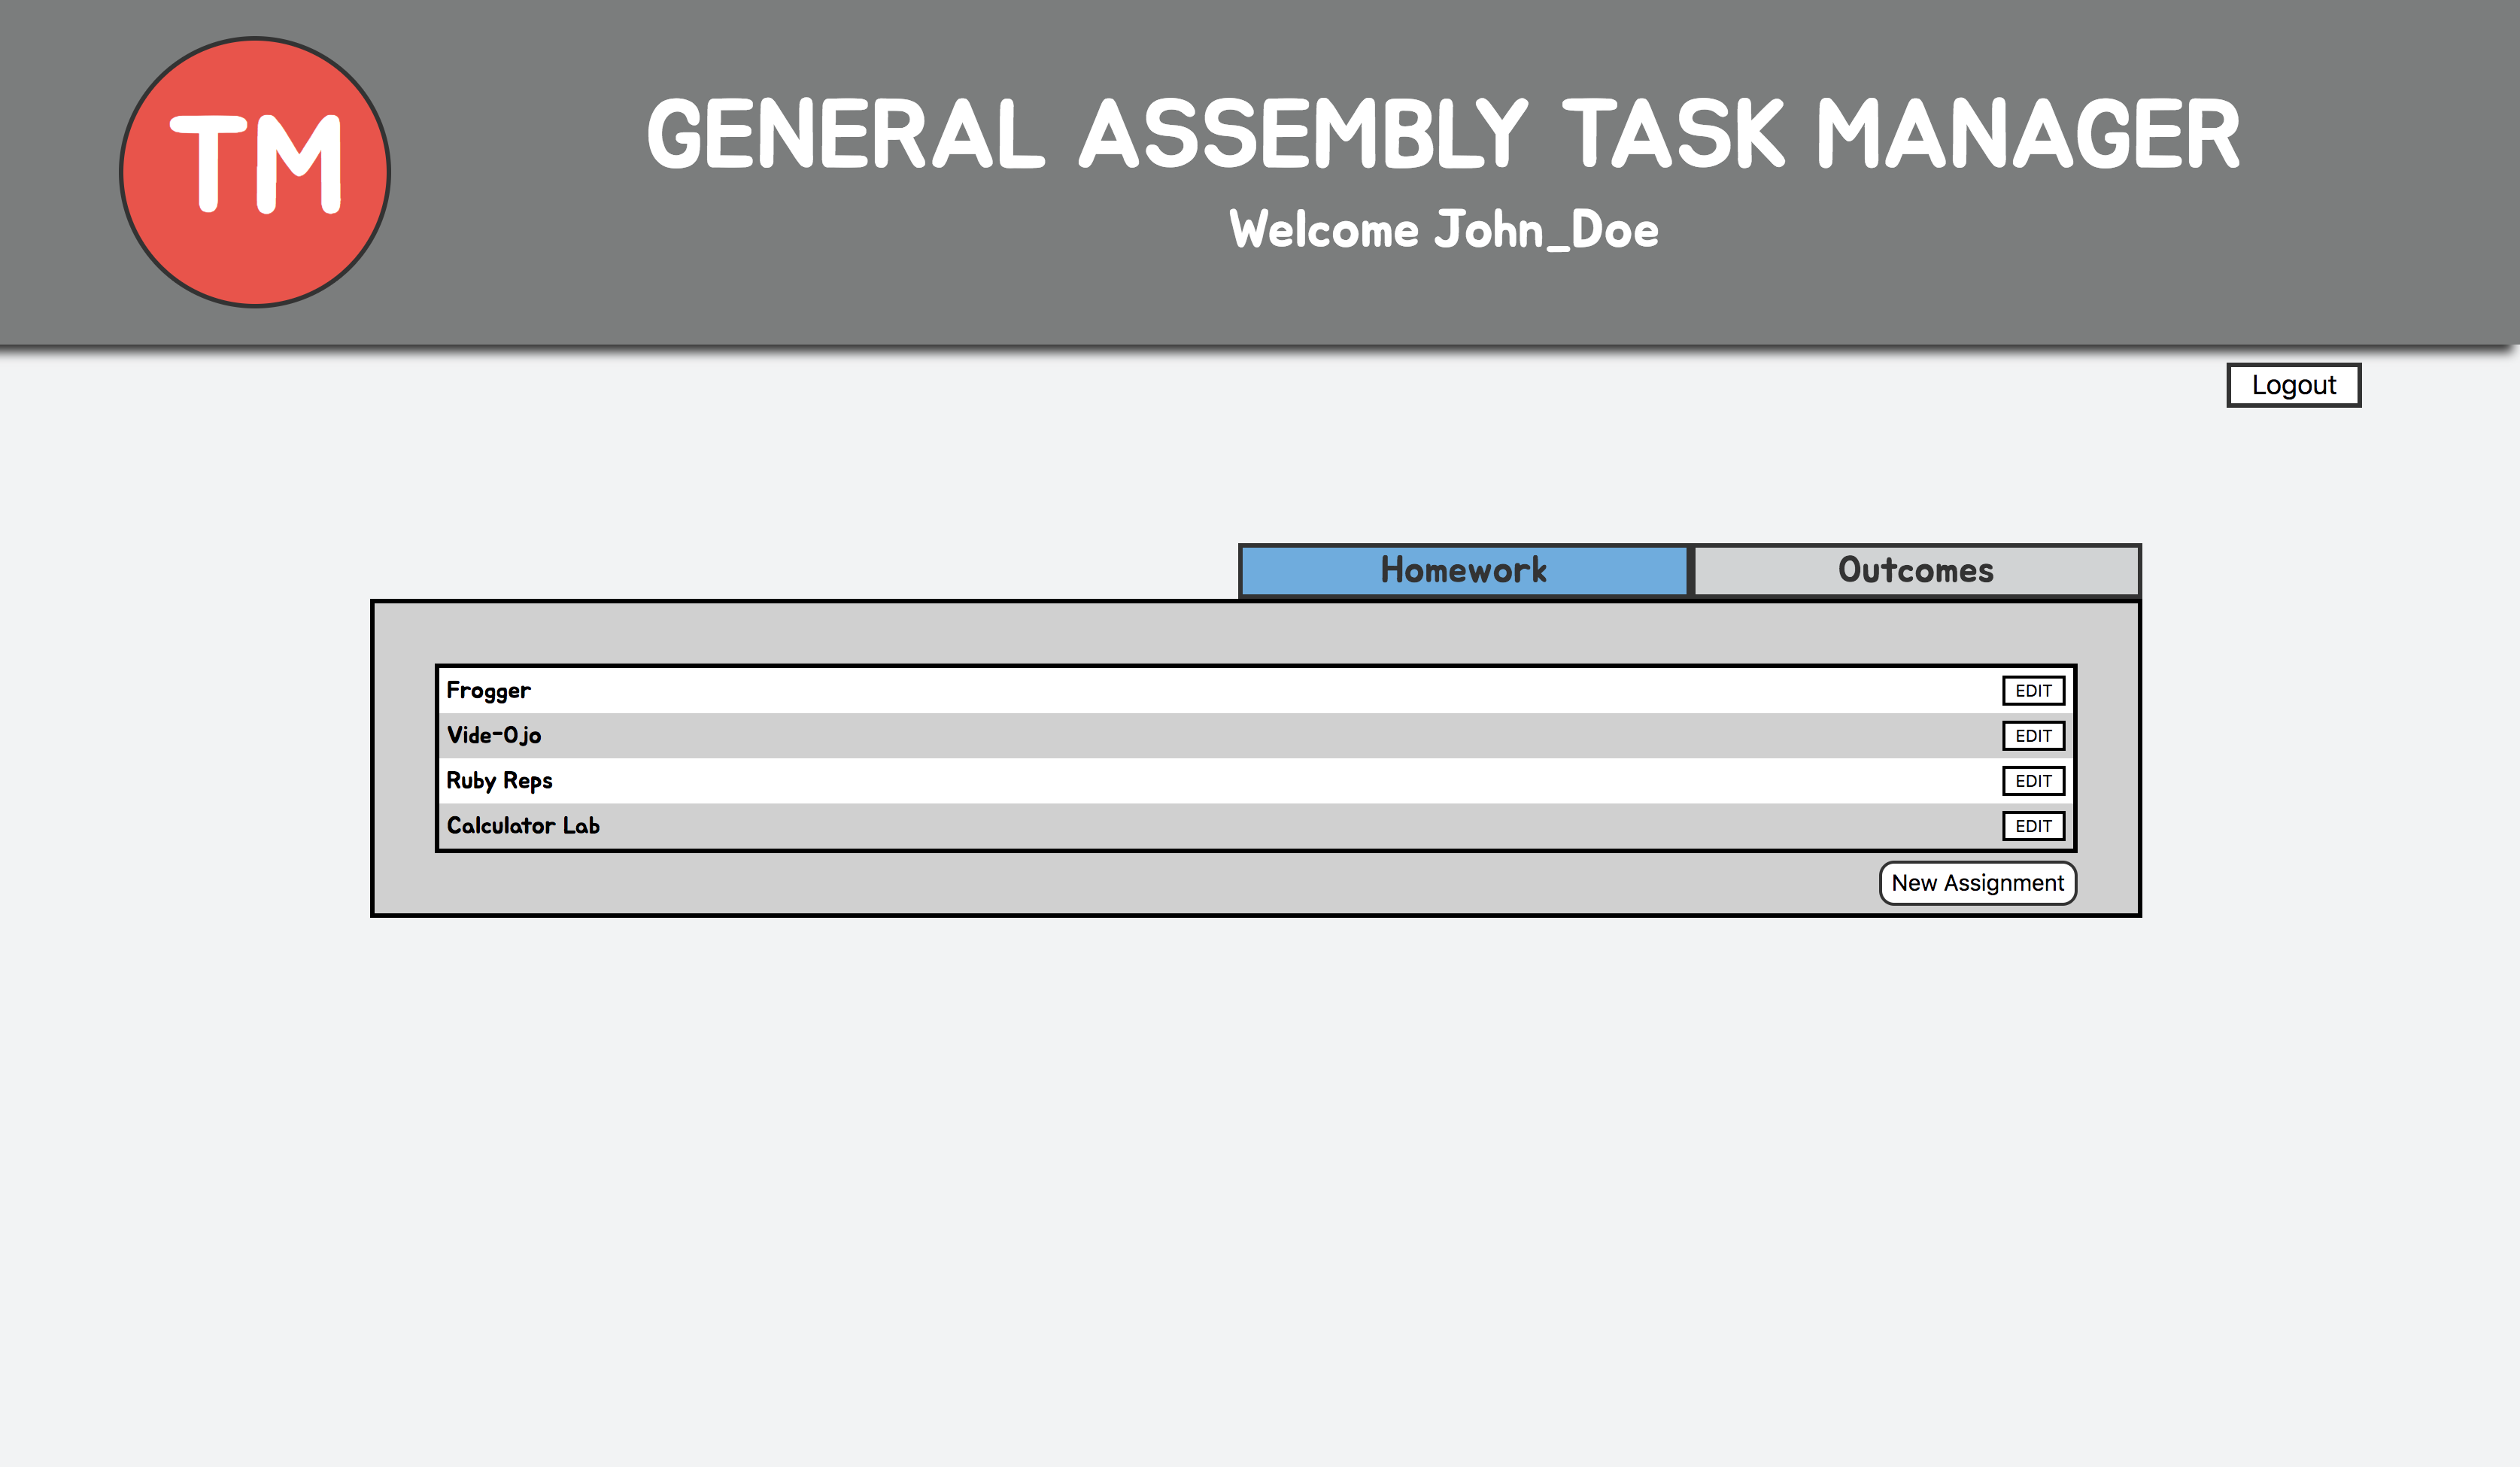 TM
GENERAL ASSEMBLY TASK MANAGER
Welcome John_Doe
Logout
Homework
Outcomes
Frogger
EDIT
Vide-Ojo
EDIT
Ruby Reps
EDIT
Calculator Lab
EDIT
New Assignment